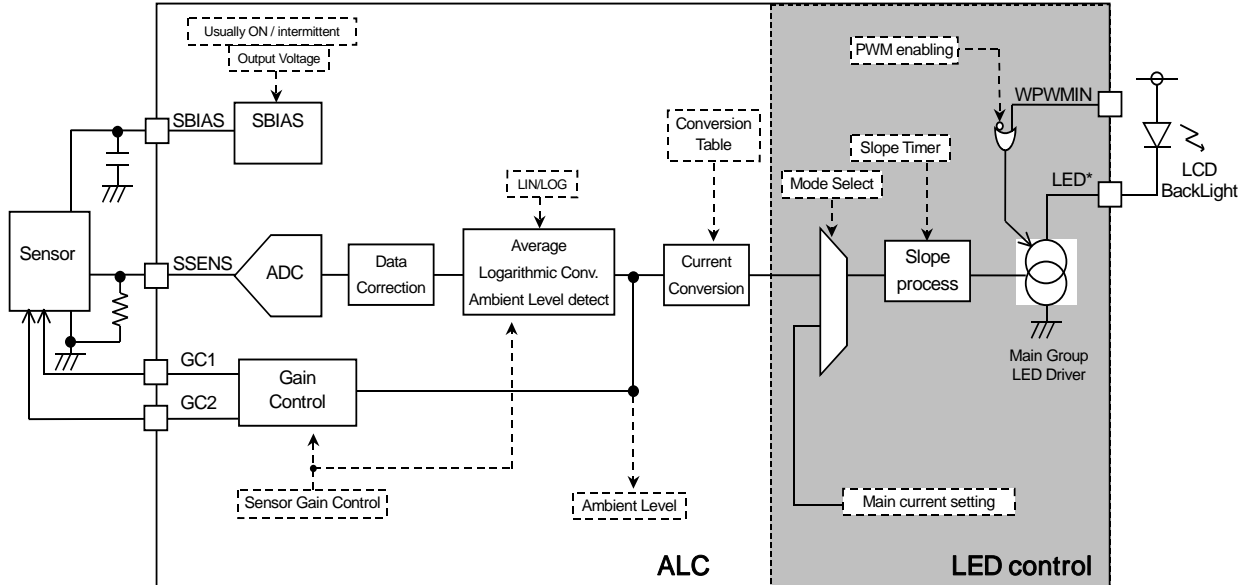 Usually ON / intermittent
Output Voltage
SBIAS
SBIAS
PWM enabling
WPWMIN
Conversion
Table
Slope Timer
LED*
LCD
BackLight
LIN/LOG
Mode Select
Sensor
SSENS
ADC
Data
Correction
Average
Logarithmic Conv.
Ambient Level detect
Current
Conversion
Slope
process
Main Group
LED Driver
GC1
GC2
Gain
Control
Sensor Gain Control
Ambient Level
Main current setting
ALC
LED control